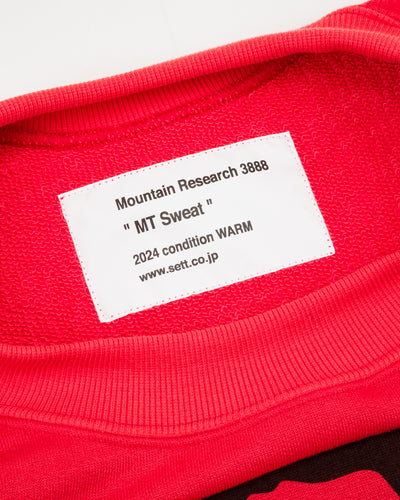 Mountain Research 3888
" MT Sweat "
2024 condition WARM
www.sett.co.jp